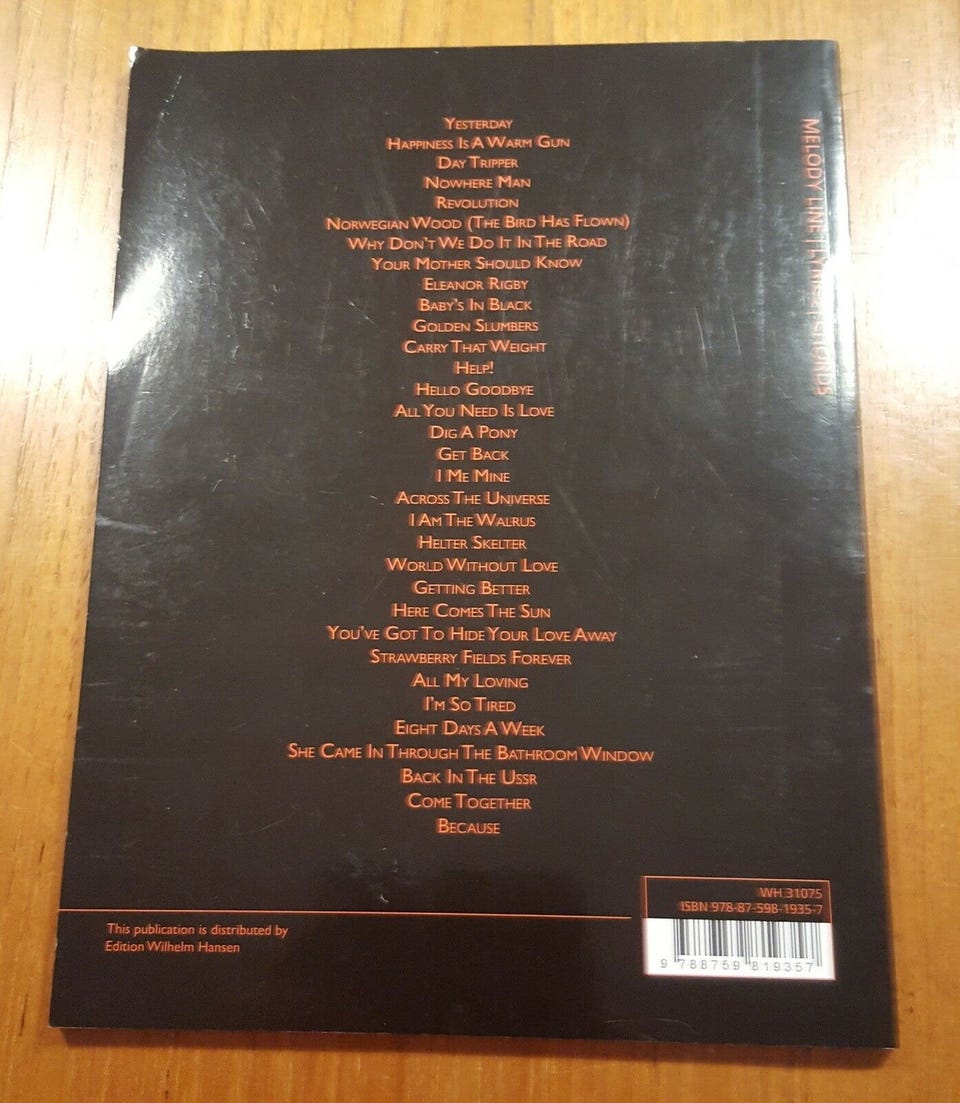 Yesterday
Happiness Is A Warm Gun
Day Tripper
Nowhere Man
Revolution
Norwegian Wood (The Bird Has Flown)
Why Don't We Do It In The Road
Your Mother Should Know
Eleanor Rigby
Baby's In Black
Golden Slumbers
Carry That Weight
Help!
Hello Goodbye
All You Need Is Love
Dig A Pony
Get Back
I Me Mine
Across The Universe
I Am The Walrus
Helter Skelter
World Without Love
Getting Better
Here Comes The Sun
You've Got To Hide Your Love Away
Strawberry Fields Forever
All My Loving
I'm So Tired
Eight Days A Week
She Came In Through The Bathroom Window
Back In The Ussr
Come Together
Because
MELODY LINE | LYRICS | CHORDS
WH 31075
ISBN 978-87-598-1935-7
9 788759 819357
This publication is distributed by
Edition Wilhelm Hansen